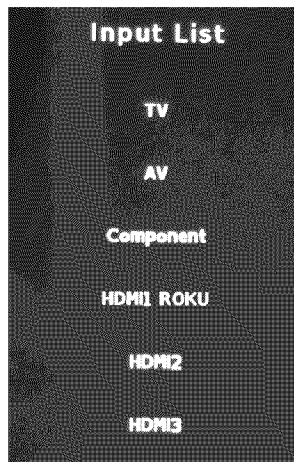 Input List
TV
AV
Component
HDMI1 ROKU
HDMI2
HDMI3